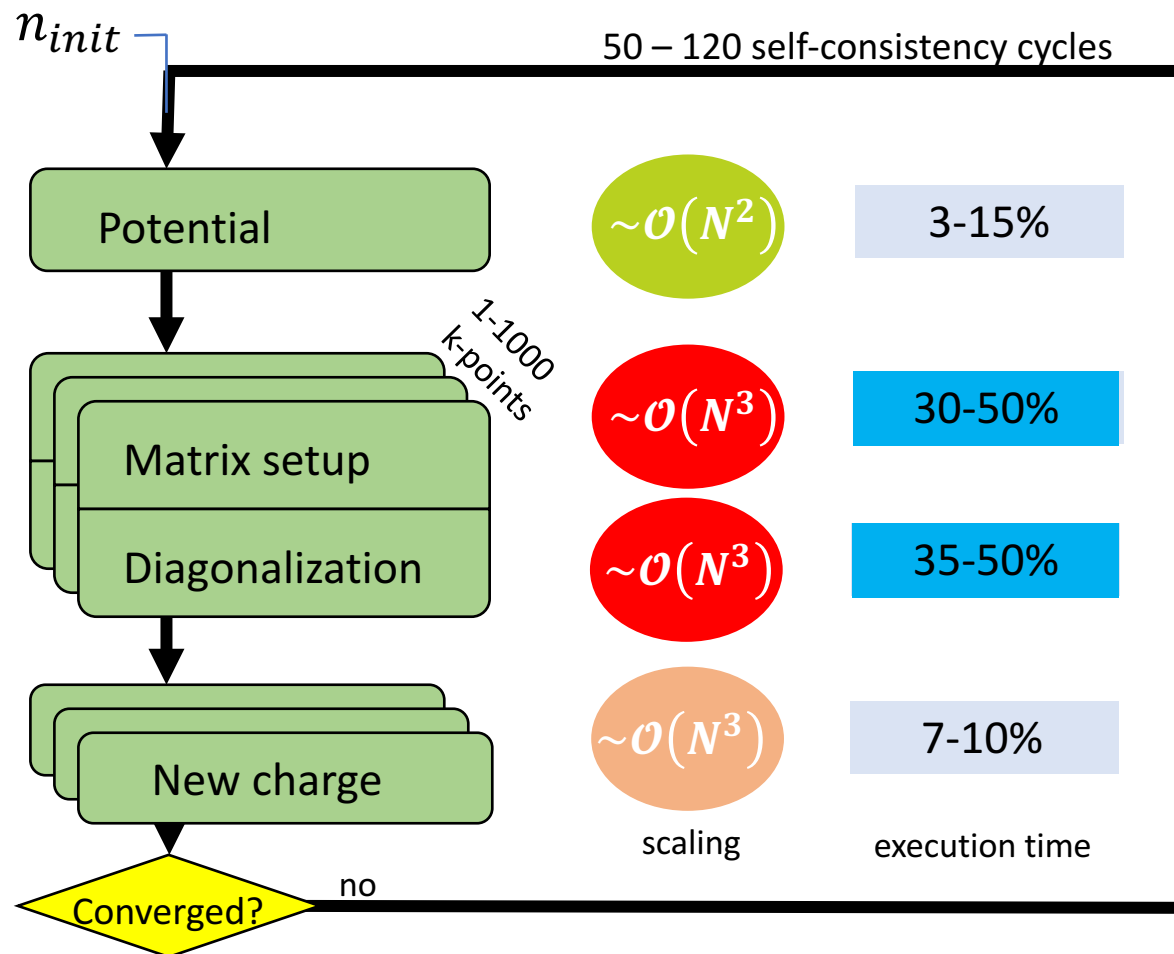 n_init
50 – 120 self-consistency cycles
Potential
~𝒪(N²)
3-15%
1-1000
k-points
Matrix setup
~𝒪(N³)
30-50%
Diagonalization
~𝒪(N³)
35-50%
New charge
~𝒪(N³)
7-10%
scaling
execution time
Converged?
no